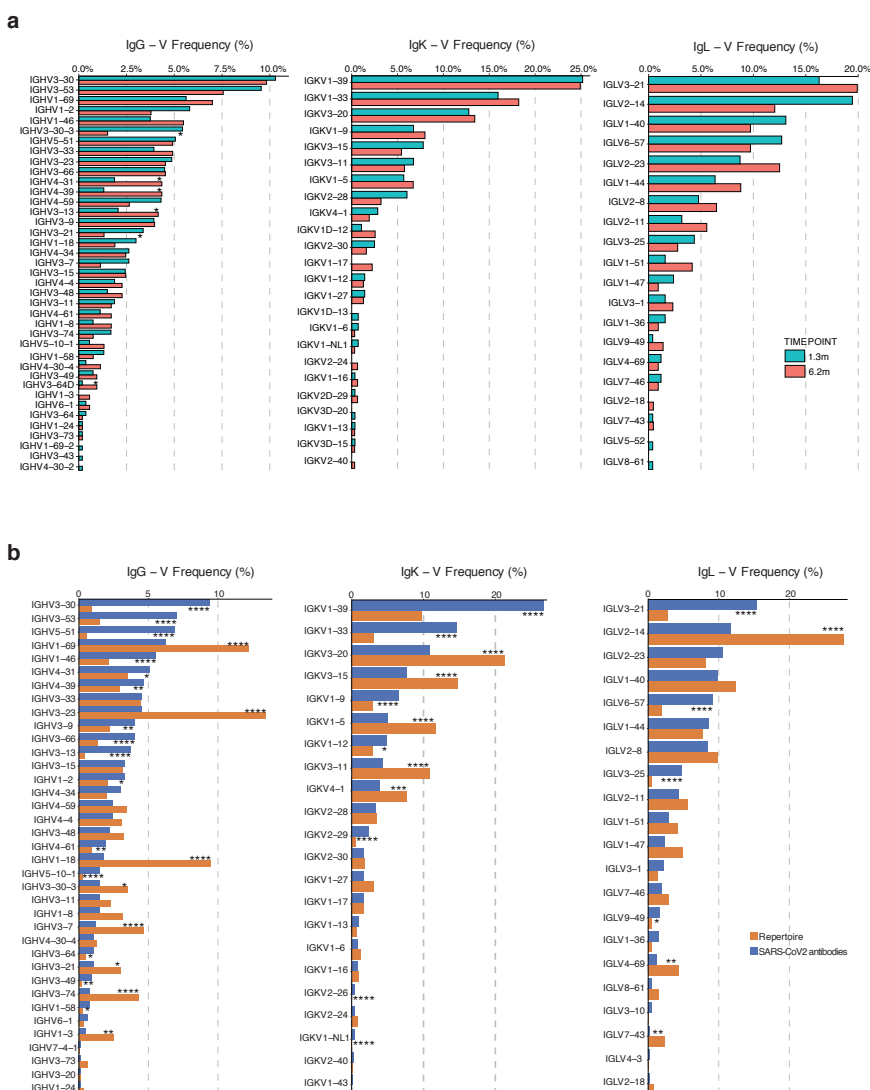 a
IgG – V Frequency (%)
0.0% 2.5% 5.0% 7.5% 10.0%
IGHV3−30
IGHV3−53
IGHV1−69
IGHV1−2
IGHV1−46
IGHV3−30−3 *
IGHV5−51
IGHV3−33
IGHV3−23
IGHV3−66
IGHV4−31 *
IGHV4−39 *
IGHV4−59
IGHV3−13 *
IGHV3−9
IGHV3−21 *
IGHV1−18
IGHV4−34
IGHV3−7
IGHV3−15
IGHV4−4
IGHV3−48
IGHV3−11
IGHV4−61
IGHV1−8
IGHV3−74
IGHV5−10−1
IGHV1−58
IGHV4−30−4
IGHV3−49
IGHV3−64D *
IGHV1−3
IGHV6−1
IGHV3−64
IGHV1−24
IGHV3−73
IGHV1−69−2
IGHV3−43
IGHV4−30−2
IgK – V Frequency (%)
0.0% 5.0% 10.0% 15.0% 20.0% 25.0%
IGKV1−39
IGKV1−33
IGKV3−20
IGKV1−9
IGKV3−15
IGKV3−11
IGKV1−5
IGKV2−28
IGKV4−1
IGKV1D−12
IGKV2−30
IGKV1−17
IGKV1−12
IGKV1−27
IGKV1D−13
IGKV1−6
IGKV1−NL1
IGKV2−24
IGKV1−16
IGKV2D−29
IGKV3D−20
IGKV1−13
IGKV3D−15
IGKV2−40
IgL – V Frequency (%)
0.0% 5.0% 10.0% 15.0% 20.0%
IGLV3−21
IGLV2−14
IGLV1−40
IGLV6−57
IGLV2−23
IGLV1−44
IGLV2−8
IGLV2−11
IGLV3−25
IGLV1−51
IGLV1−47
IGLV3−1
IGLV1−36
IGLV9−49
IGLV4−69
IGLV7−46
IGLV2−18
IGLV7−43
IGLV5−52
IGLV8−61
TIMEPOINT
1.3m
6.2m
b
IgG – V Frequency (%)
0 5 10
IGHV3−30 ****
IGHV3−53 ****
IGHV5−51 ****
IGHV1−69 ****
IGHV1−46 ****
IGHV4−31 *
IGHV4−39 **
IGHV3−33
IGHV3−23 ****
IGHV3−9 **
IGHV3−66 ****
IGHV3−13 ****
IGHV3−15
IGHV1−2 *
IGHV4−34
IGHV4−59
IGHV4−4
IGHV3−48
IGHV4−61 **
IGHV1−18 ****
IGHV5−10−1 ****
IGHV3−30−3 *
IGHV3−11
IGHV1−8
IGHV3−7 ****
IGHV4−30−4
IGHV3−64 *
IGHV3−21 *
IGHV3−49 **
IGHV3−74 ****
IGHV1−58 *
IGHV6−1
IGHV1−3 **
IGHV7−4−1
IGHV3−73
IGHV3−20
IGHV1−24
IgK – V Frequency (%)
0 10 20
IGKV1−39 ****
IGKV1−33 ****
IGKV3−20 ****
IGKV3−15 ****
IGKV1−9 ****
IGKV1−5 ****
IGKV1−12 *
IGKV3−11 ****
IGKV4−1 ***
IGKV2−28
IGKV2−29 ****
IGKV2−30
IGKV1−27
IGKV1−17
IGKV1−13
IGKV1−6
IGKV1−16
IGKV2−26 ****
IGKV2−24
IGKV1−NL1 ****
IGKV2−40
IGKV1−43
IgL – V Frequency (%)
0 10 20
IGLV3−21 ****
IGLV2−14 ****
IGLV2−23
IGLV1−40
IGLV6−57 ****
IGLV1−44
IGLV2−8
IGLV3−25 ****
IGLV2−11
IGLV1−51
IGLV1−47
IGLV3−1
IGLV7−46
IGLV9−49 *
IGLV1−36
IGLV4−69 **
IGLV8−61
IGLV3−10
IGLV7−43 **
IGLV4−3
IGLV2−18
Repertoire
SARS-CoV2 antibodies